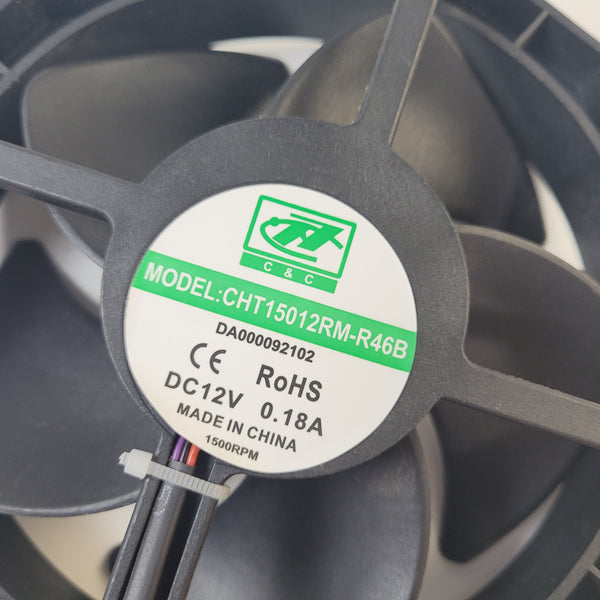 C & C
MODEL:CHT15012RM-R46B
DA000092102
CE RoHS
DC12V 0.18A
MADE IN CHINA
1500RPM